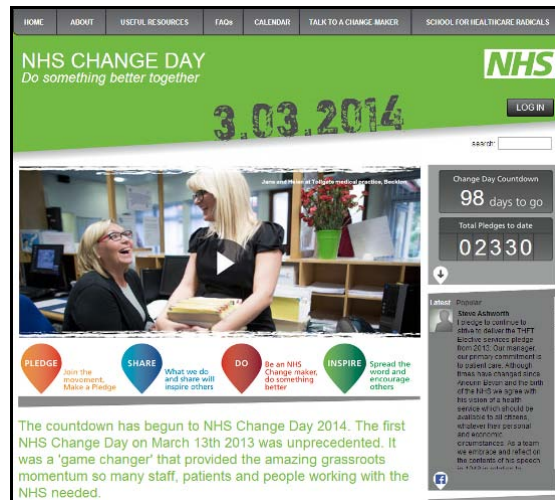 HOME ABOUT USEFUL RESOURCES FAQs CALENDAR TALK TO A CHANGE-MAKER SCHOOL FOR HEALTHCARE RADICALS
NHS CHANGE DAY
Do something better together
NHS
3.03.2014
LOG IN
search:
Jane and Helen at Tollgate medical practice, Beckton
Change Day Countdown
98 days to go
Total Pledges to date
02330
PLEDGE
Join the
movement,
Make a Pledge
SHARE
What we do
and share will
inspire others
DO
Be an NHS
Change maker,
do something
better
INSPIRE
Spread the
word and
encourage
others
Latest Popular
Steve Ashworth
I pledge to continue to
strive to deliver the THFT
Elective services pledge
from 2013. Our manager,
our primary commitment is
to patient care. Although
times have changed since
Aneurin Bevan and the birth
of the NHS we agree with
his vision of a health
service which should be
available to all citizens,
whatever their personal
and economic
circumstances. As a team
we embrace and reflect on
the contents of his speech
The countdown has begun to NHS Change Day 2014. The first
NHS Change Day on March 13th 2013 was unprecedented. It
was a 'game changer' that provided the amazing grassroots
momentum so many staff, patients and people working with the
NHS needed.